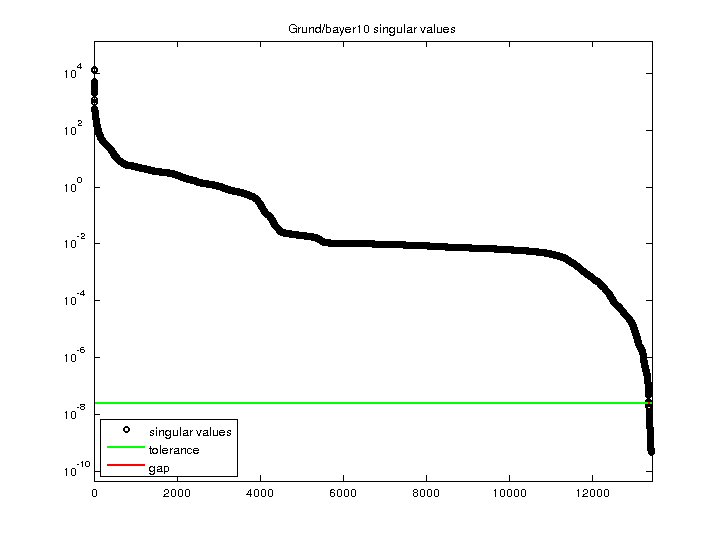 Grund/bayer10 singular values
10^4
10^2
10^0
10^-2
10^-4
10^-6
10^-8
10^-10
singular values
tolerance
gap
0 2000 4000 6000 8000 10000 12000